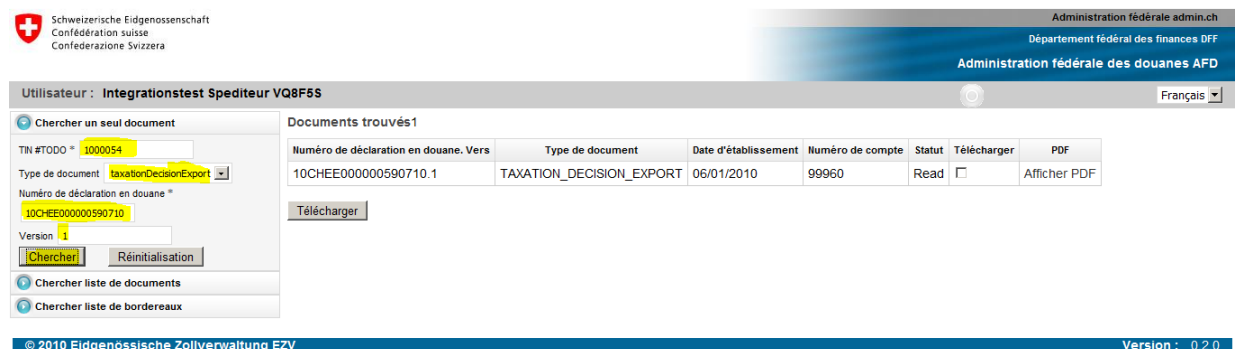 Schweizerische Eidgenossenschaft
Confédération suisse
Confederazione Svizzera
Administration fédérale admin.ch
Département fédéral des finances DFF
Administration fédérale des douanes AFD
Utilisateur : Integrationstest Spediteur VQ8F5S
Français
Chercher un seul document
TIN #TODO * 1000054
Type de document taxationDecisionExport
Numéro de déclaration en douane *
10CHEE000000590710
Version 1
Chercher Réinitialisation
Chercher liste de documents
Chercher liste de bordereaux
Documents trouvés1
Numéro de déclaration en douane. Vers Type de document Date d'établissement Numéro de compte Statut Télécharger PDF
10CHEE000000590710.1 TAXATION_DECISION_EXPORT 06/01/2010 99960 Read Afficher PDF
Télécharger
© 2010 Eidgenössische Zollverwaltung EZV
Version : 0.2.0